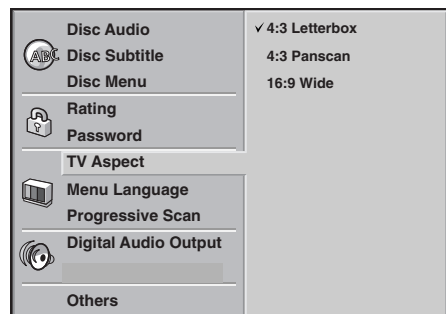 Disc Audio
ABC Disc Subtitle
Disc Menu
Rating
Password
TV Aspect
Menu Language
Progressive Scan
Digital Audio Output
Others
✓ 4:3 Letterbox
4:3 Panscan
16:9 Wide